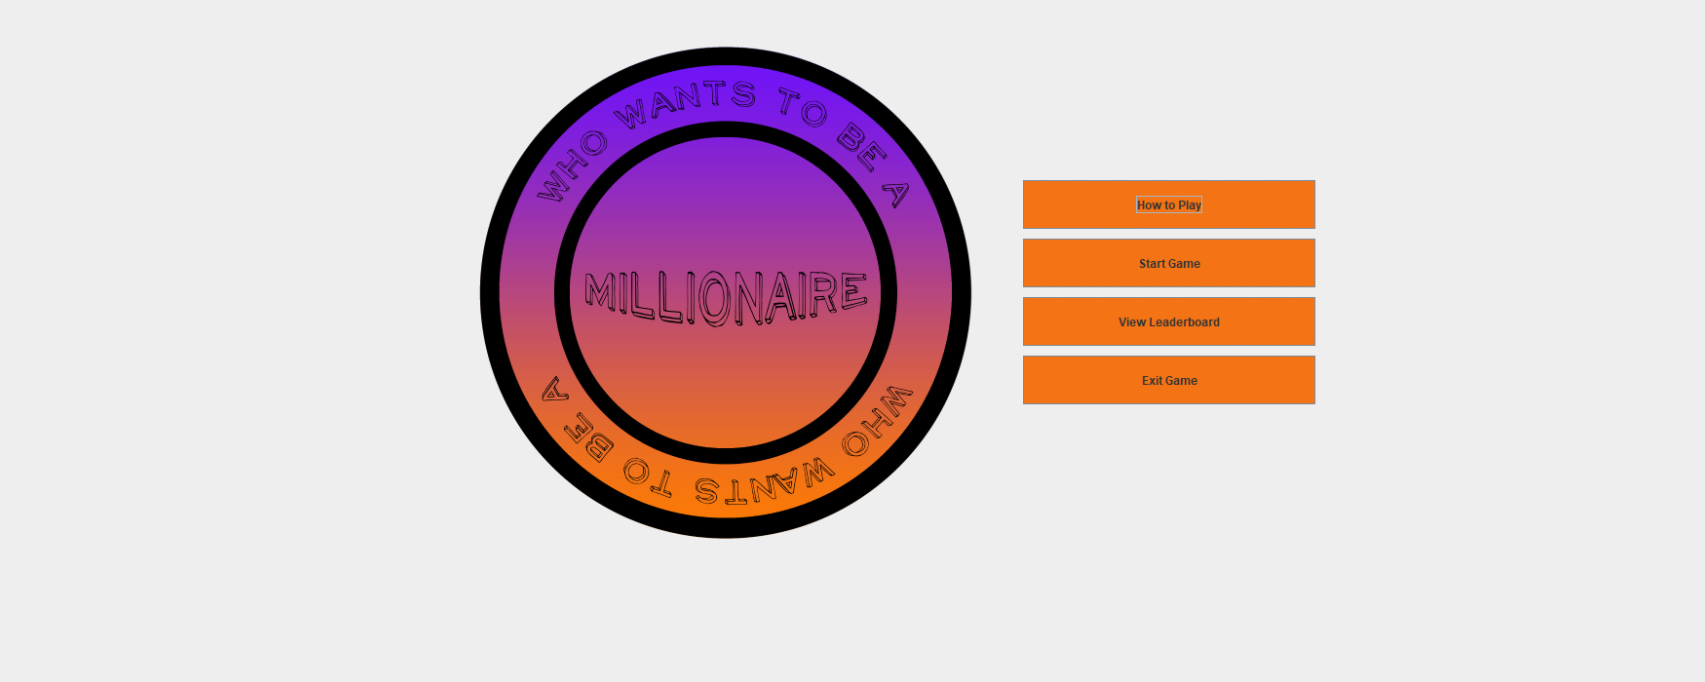 WHO WANTS TO BE A
MILLIONAIRE
WHO WANTS TO BE A
How to Play
Start Game
View Leaderboard
Exit Game